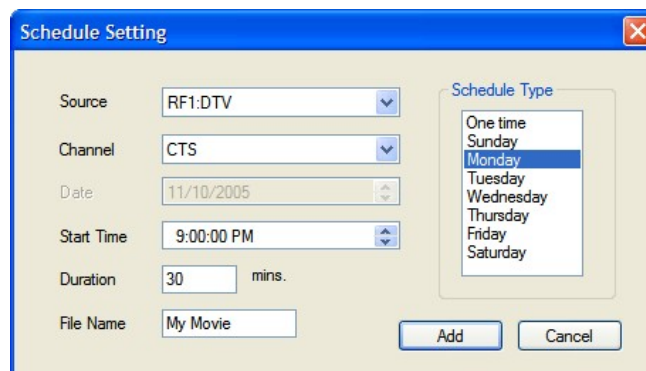 Schedule Setting
Source
RF1:DTV
Channel
CTS
Date
11/10/2005
Start Time
9:00:00 PM
Duration
30
mins.
File Name
My Movie
Schedule Type
One time
Sunday
Monday
Tuesday
Wednesday
Thursday
Friday
Saturday
Add
Cancel